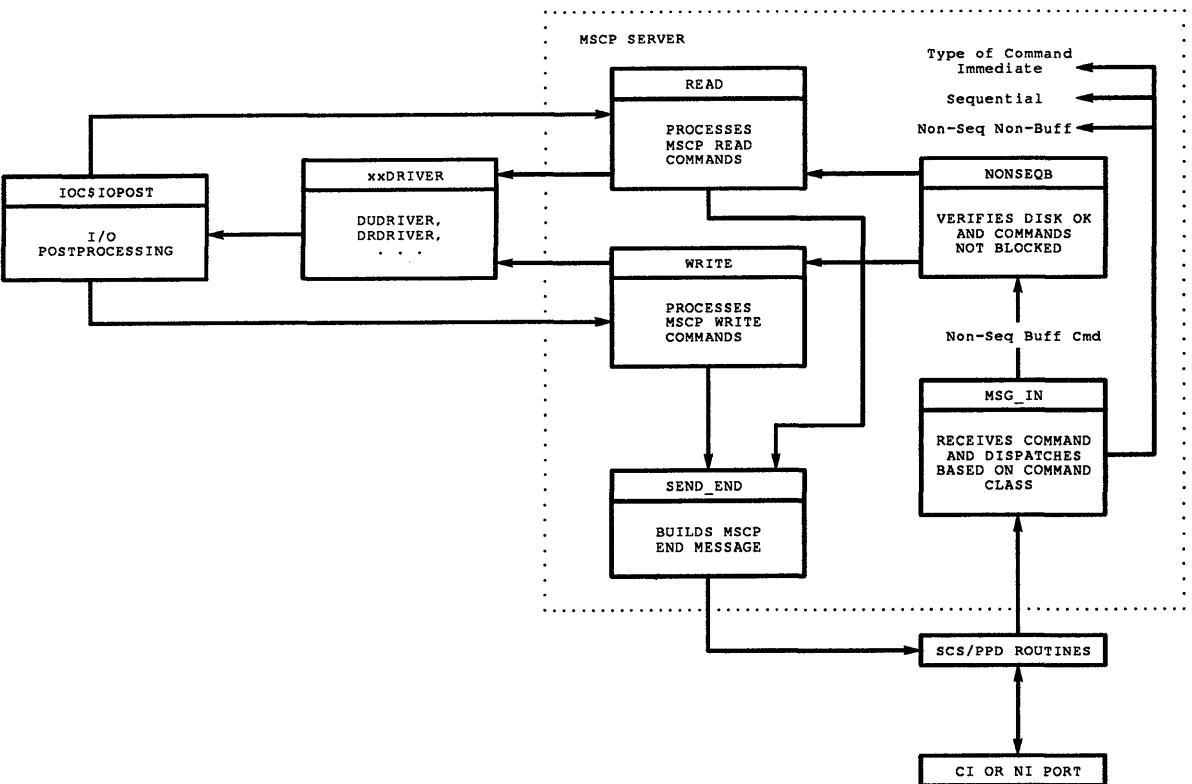 MSCP SERVER
Type of Command
Immediate
Sequential
Non-Seq Non-Buff
READ
PROCESSES
MSCP READ
COMMANDS
xxDRIVER
DUDRIVER,
DRDRIVER,
. . .
IOC$IOPOST
I/O
POSTPROCESSING
NONSEQB
VERIFIES DISK OK
AND COMMANDS
NOT BLOCKED
WRITE
PROCESSES
MSCP WRITE
COMMANDS
Non-Seq Buff Cmd
MSG_IN
RECEIVES COMMAND
AND DISPATCHES
BASED ON COMMAND
CLASS
SEND_END
BUILDS MSCP
END MESSAGE
SCS/PPD ROUTINES
CI OR NI PORT